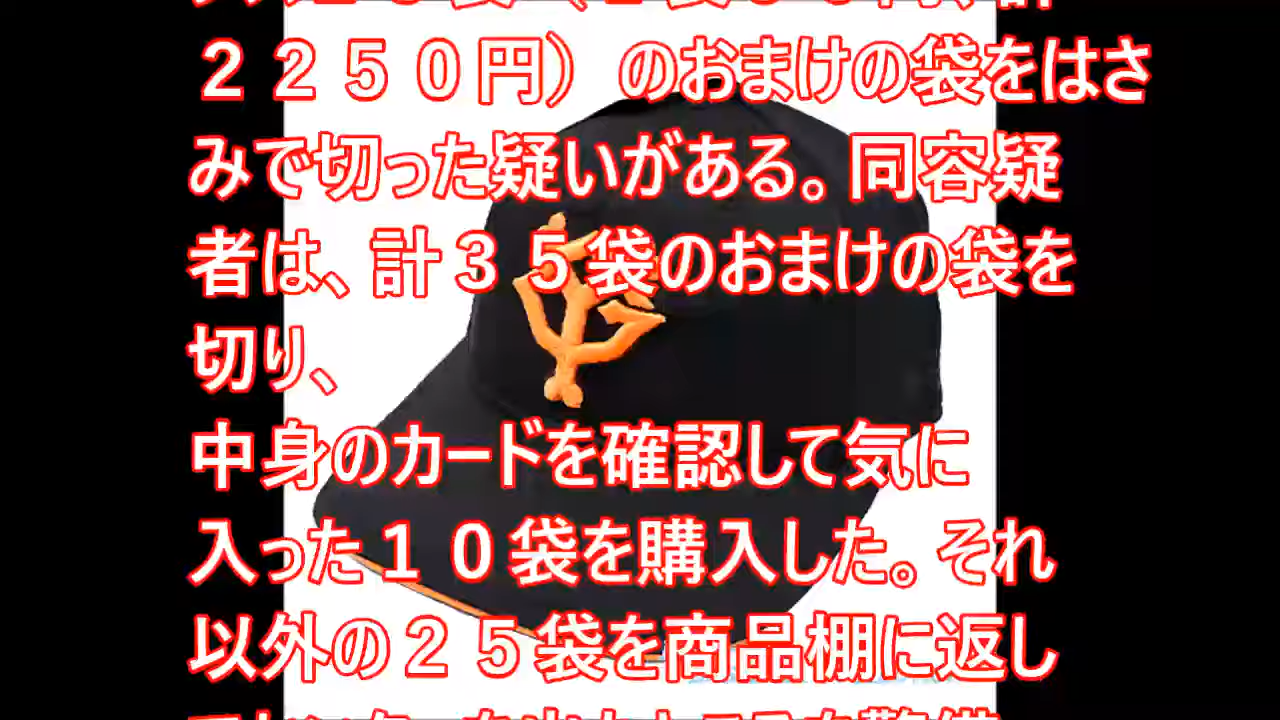 ２２５０円）のおまけの袋をはさ
みで切った疑いがある。同容疑
者は、計３５袋のおまけの袋を
切り、
中身のカードを確認して気に
入った１０袋を購入した。それ
以外の２５袋を商品棚に返し